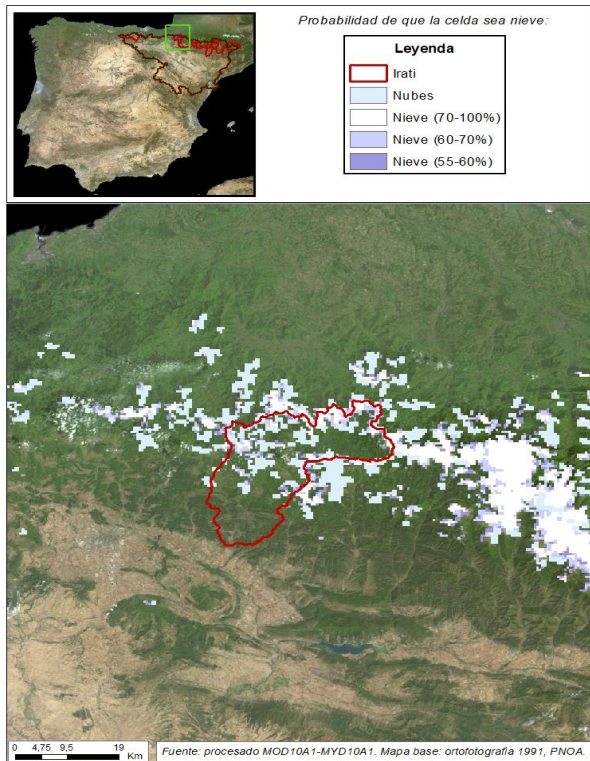 Probabilidad de que la celda sea nieve:
Leyenda
Irati
Nubes
Nieve (70-100%)
Nieve (60-70%)
Nieve (55-60%)
0 4,75 9,5 19
Km
Fuente: procesado MOD10A1-MYD10A1. Mapa base: ortofotografía 1991, PNOA.